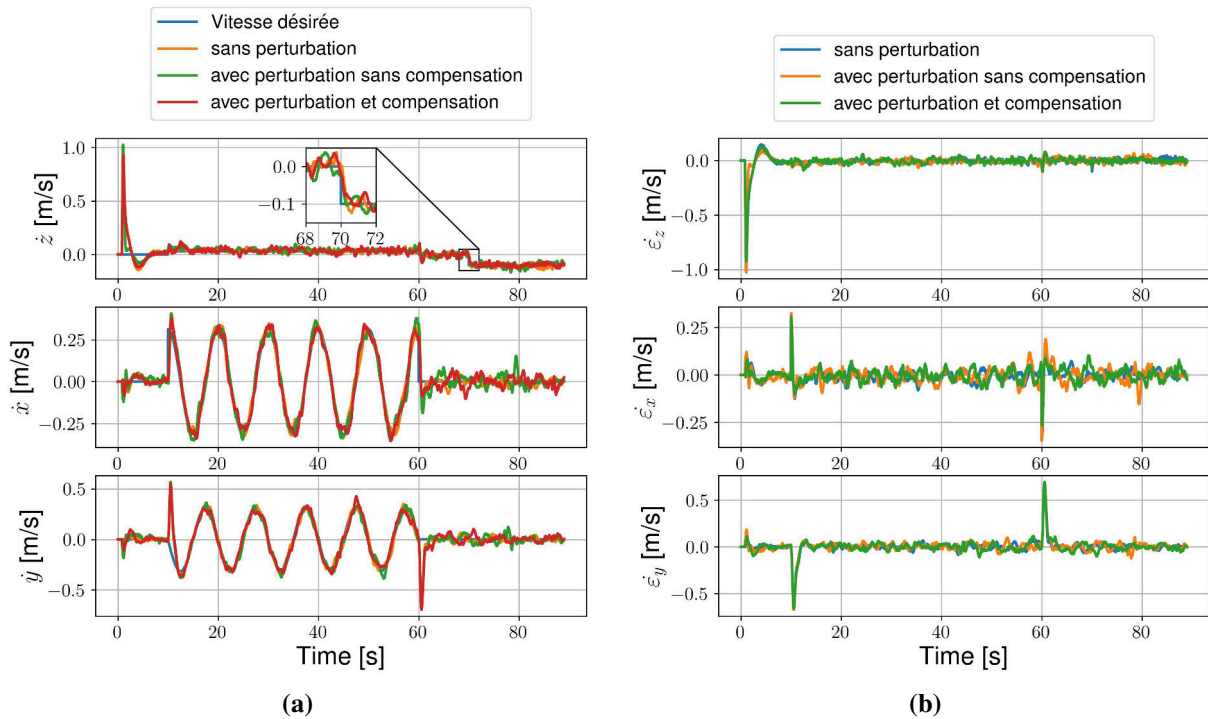 Vitesse désirée
sans perturbation
avec perturbation sans compensation
avec perturbation et compensation
1.0
0.5
0.0
ż [m/s]
0.0
−0.1
68 70 72
0 20 40 60 80
0.25
0.00
−0.25
ẋ [m/s]
0 20 40 60 80
0.5
0.0
−0.5
ẏ [m/s]
0 20 40 60 80
Time [s]
(a)
sans perturbation
avec perturbation sans compensation
avec perturbation et compensation
0.0
−0.5
−1.0
ε̇z [m/s]
0 20 40 60 80
0.25
0.00
−0.25
ε̇x [m/s]
0 20 40 60 80
0.5
0.0
−0.5
ε̇y [m/s]
0 20 40 60 80
Time [s]
(b)